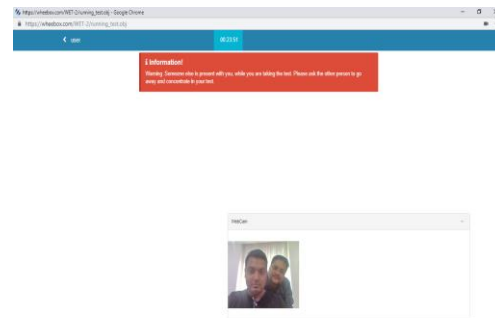 https://wheebox.com/WET-2/running_test.obj - Google Chrome
https://wheebox.com/WET-2/running_test.obj
user
00:23:51
Information!
Warning: Someone else is present with you, while you are taking the test. Please ask the other person to go
away and concentrate in your test.
WebCam